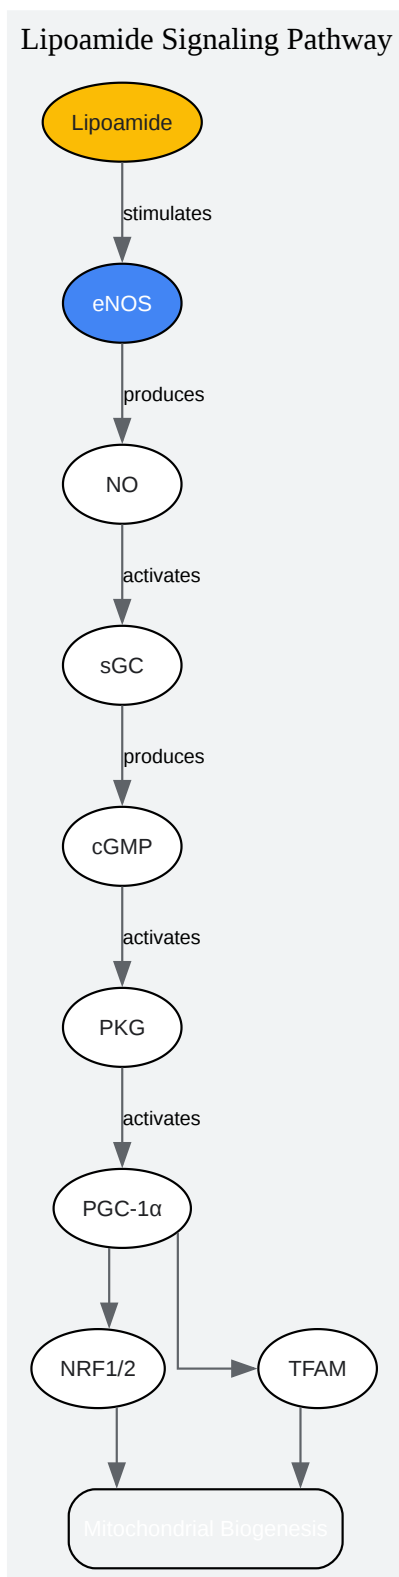 Lipoamide Signaling Pathway
Lipoamide
stimulates
eNOS
produces
NO
activates
sGC
produces
cGMP
activates
PKG
activates
PGC-1α
NRF1/2
TFAM
Mitochondrial Biogenesis